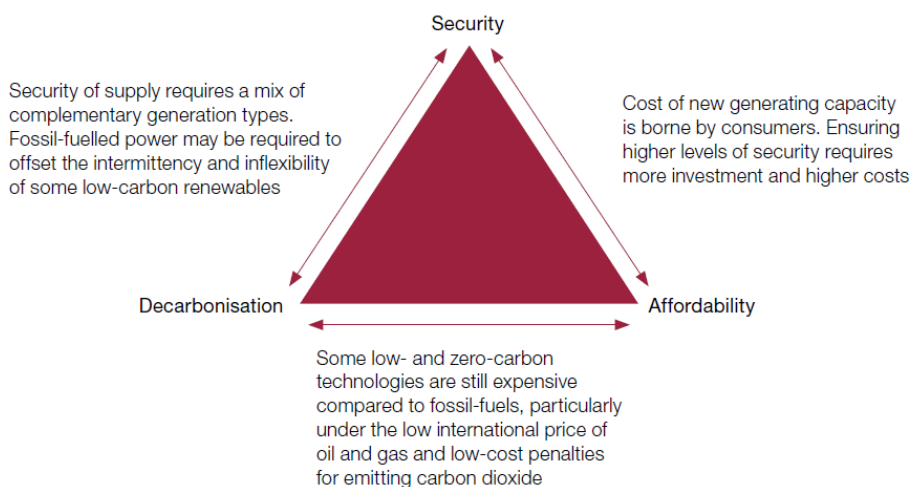 Security
Security of supply requires a mix of
complementary generation types.
Fossil-fuelled power may be required to
offset the intermittency and inflexibility
of some low-carbon renewables
Cost of new generating capacity
is borne by consumers. Ensuring
higher levels of security requires
more investment and higher costs
Decarbonisation
Affordability
Some low- and zero-carbon
technologies are still expensive
compared to fossil-fuels, particularly
under the low international price of
oil and gas and low-cost penalties
for emitting carbon dioxide